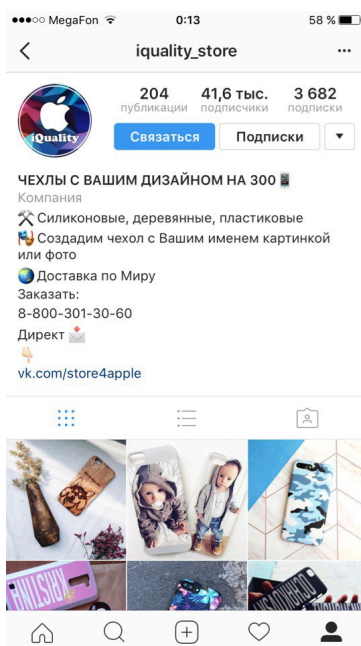 MegaFon 0:13 58 %
iquality_store
204 41,6 тыс. 3 682
публикации подписчики подписки
iQuality
Связаться Подписки
ЧЕХЛЫ С ВАШИМ ДИЗАЙНОМ НА 300
Компания
Силиконовые, деревянные, пластиковые
Создадим чехол с Вашим именем картинкой
или фото
Доставка по Миру
Заказать:
8-800-301-30-60
Директ
vk.com/store4apple
KRISTINA